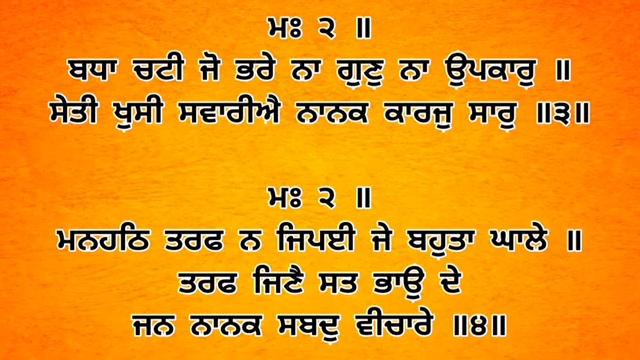 ਮਃ ੨ ॥
ਬਧਾ ਚਟੀ ਜੋ ਭਰੇ ਨਾ ਗੁਣੁ ਨਾ ਉਪਕਾਰੁ ॥
ਸੇਤੀ ਖੁਸੀ ਸਵਾਰੀਐ ਨਾਨਕ ਕਾਰਜੁ ਸਾਰੁ ॥੩॥
ਮਃ ੨ ॥
ਮਨਹਠਿ ਤਰਫ ਨ ਜਿਪਈ ਜੇ ਬਹੁਤਾ ਘਾਲੇ ॥
ਤਰਫ ਜਿਣੈ ਸਤ ਭਾਉ ਦੇ
ਜਨ ਨਾਨਕ ਸਬਦੁ ਵੀਚਾਰੇ ॥੪॥